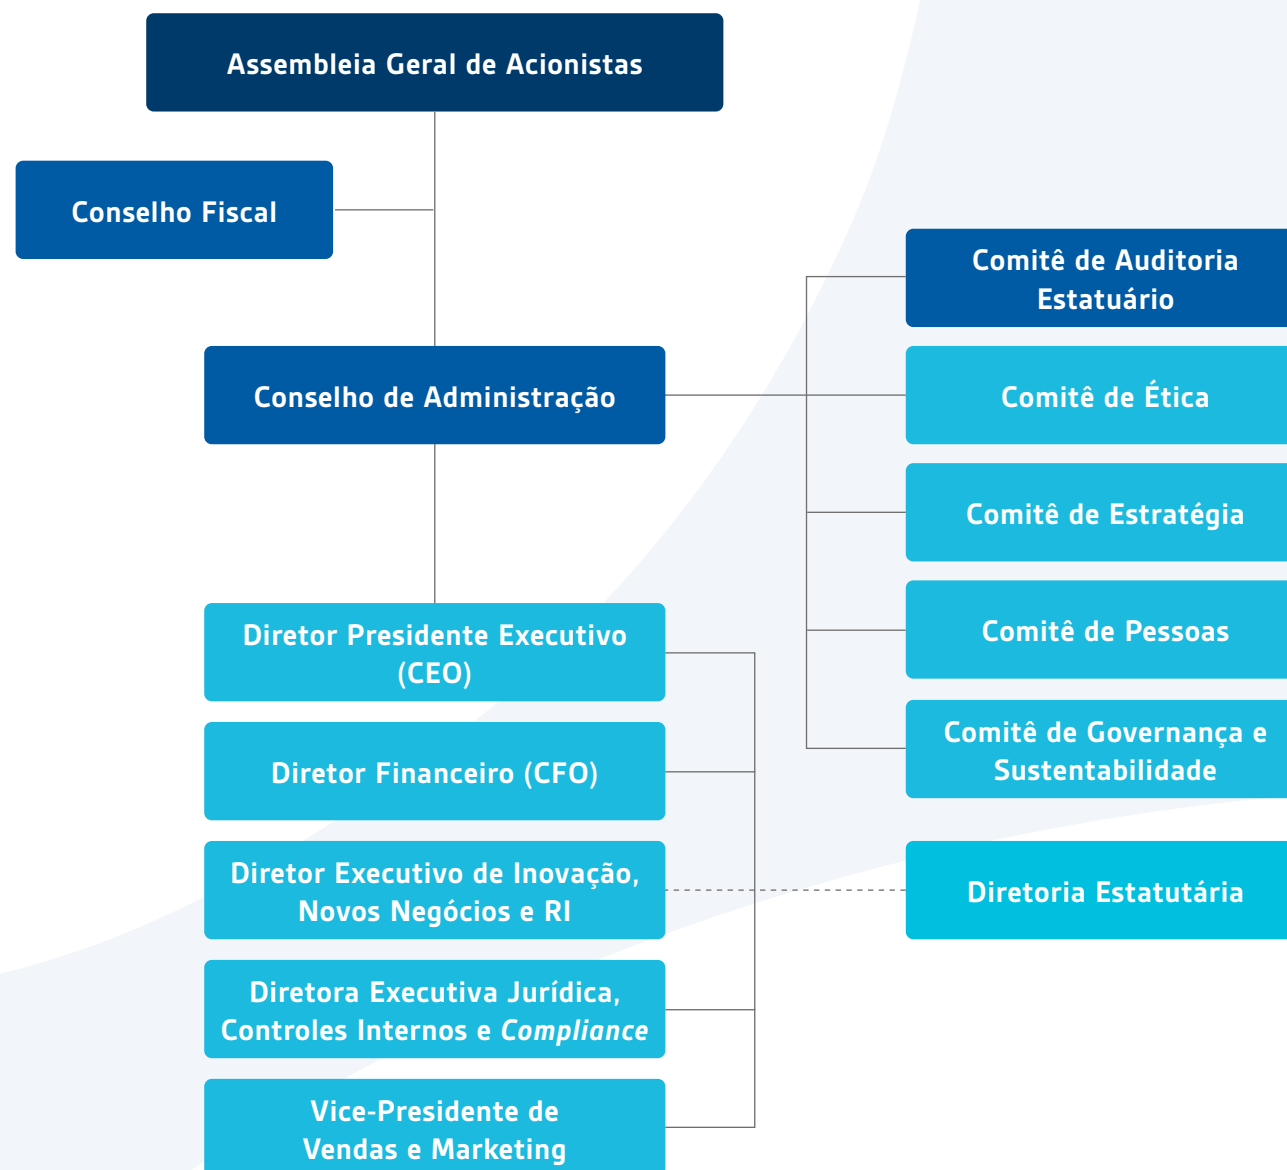 Assembleia Geral de Acionistas
Conselho Fiscal
Comitê de Auditoria
Estatuário
Conselho de Administração
Comitê de Ética
Comitê de Estratégia
Comitê de Pessoas
Comitê de Governança e
Sustentabilidade
Diretor Presidente Executivo
(CEO)
Diretor Financeiro (CFO)
Diretor Executivo de Inovação,
Novos Negócios e RI
Diretoria Estatutária
Diretora Executiva Jurídica,
Controles Internos e Compliance
Vice-Presidente de
Vendas e Marketing